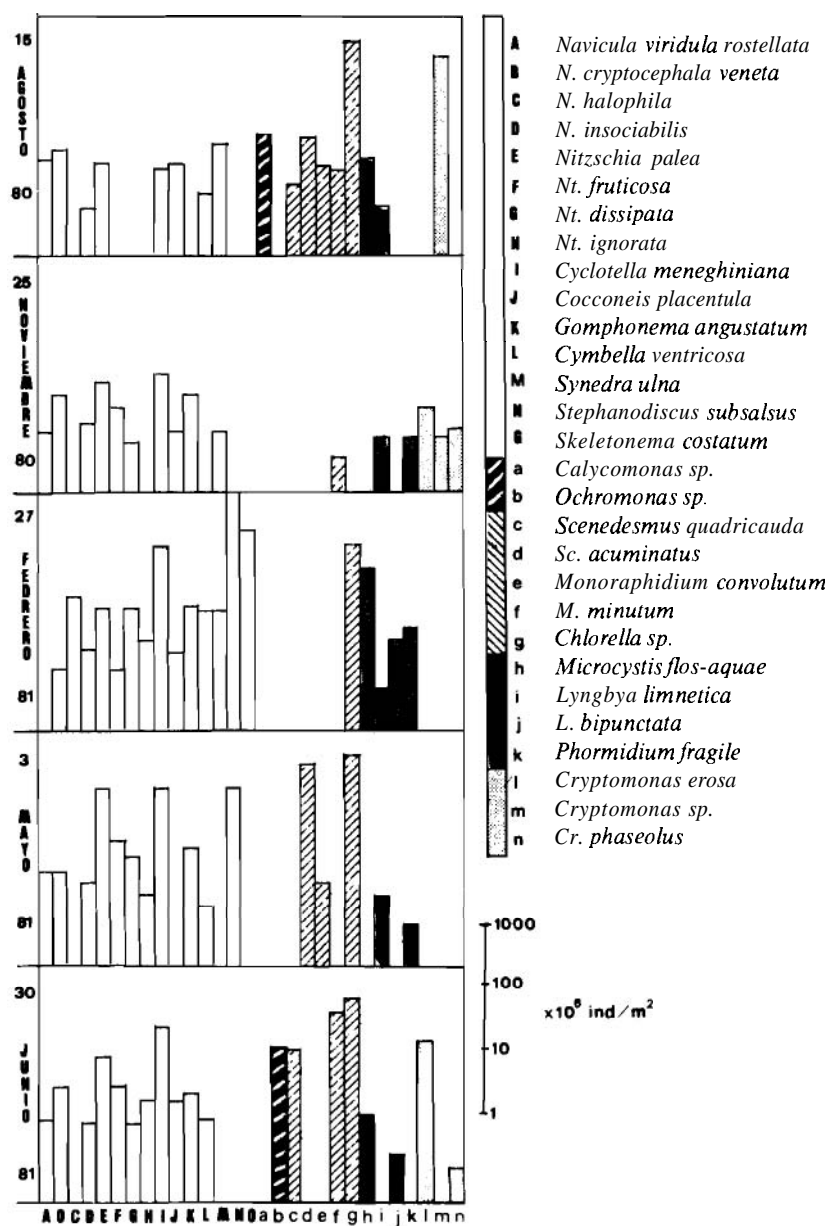 15
AGOSTO
80
25
NOVIEMBRE
80
27
FEDRERO
81
3
MAYO
81
30
JUNIO
81
A O C D E F G H I J K L M N O a b c d e f g h i j k l m n
A Navicula viridula rostellata
B N. cryptocephala veneta
C N. halophila
D N. insociabilis
E Nitzschia palea
F Nt. fruticosa
G Nt. dissipata
H Nt. ignorata
I Cyclotella meneghiniana
J Cocconeis placentula
K Gomphonema angustatum
L Cymbella ventricosa
M Synedra ulna
N Stephanodiscus subsalsus
G Skeletonema costatum
a Calycomonas sp.
b Ochromonas sp.
c Scenedesmus quadricauda
d Sc. acuminatus
e Monoraphidium convolutum
f M. minutum
g Chlorella sp.
h Microcystis flos-aquae
i Lyngbya limnetica
j L. bipunctata
k Phormidium fragile
l Cryptomonas erosa
m Cryptomonas sp.
n Cr. phaseolus
1000
100
x10⁶ ind/m²
10
1